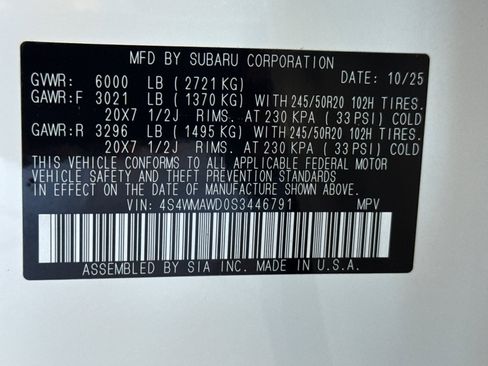 MFD BY SUBARU CORPORATION
GVWR: 6000 LB ( 2721 KG) DATE: 10/25
GAWR:F 3021 LB ( 1370 KG) WITH 245/50R20 102H TIRES.
20X7 1/2J RIMS. AT 230 KPA ( 33 PSI) COLD
GAWR:R 3296 LB ( 1495 KG) WITH 245/50R20 102H TIRES.
20X7 1/2J RIMS. AT 230 KPA ( 33 PSI) COLD
THIS VEHICLE CONFORMS TO ALL APPLICABLE FEDERAL MOTOR
VEHICLE SAFETY AND THEFT PREVENTION STANDARDS
IN EFFECT ON THE DATE OF MANUFACTURE SHOWN ABOVE.
VIN: 4S4WMAWD0S3446791 MPV
ASSEMBLED BY SIA INC. MADE IN U.S.A.